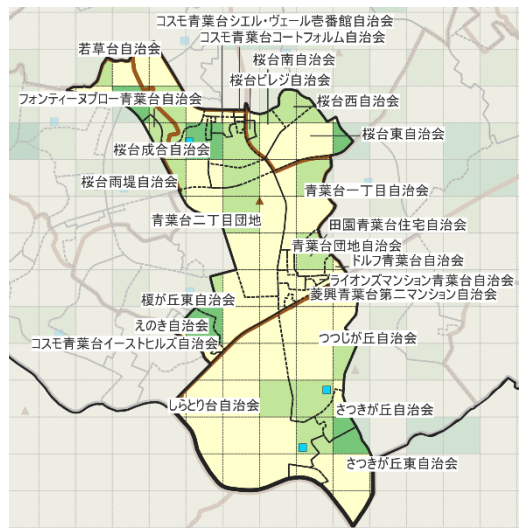 コスモ青葉台シエル・ヴェール壱番館自治会
コスモ青葉台コートフォルム自治会
若草台自治会
桜台南自治会
桜台ビレジ自治会
フォンティーヌブロー青葉台自治会
桜台西自治会
桜台東自治会
桜台成合自治会
桜台雨堤自治会
青葉台一丁目自治会
青葉台二丁目団地
田園青葉台住宅自治会
青葉台団地自治会
ドルフ青葉台自治会
ライオンズマンション青葉台自治会
菱興青葉台第二マンション自治会
榎が丘東自治会
えのき自治会
つつじが丘自治会
コスモ青葉台イーストヒルズ自治会
しらとり台自治会
さつきが丘自治会
さつきが丘東自治会